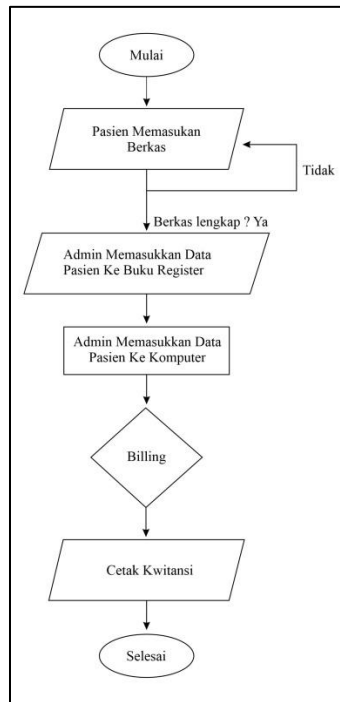 Mulai
Pasien Memasukan
Berkas
Tidak
Berkas lengkap ? Ya
Admin Memasukkan Data
Pasien Ke Buku Register
Admin Memasukkan Data
Pasien Ke Komputer
Billing
Cetak Kwitansi
Selesai